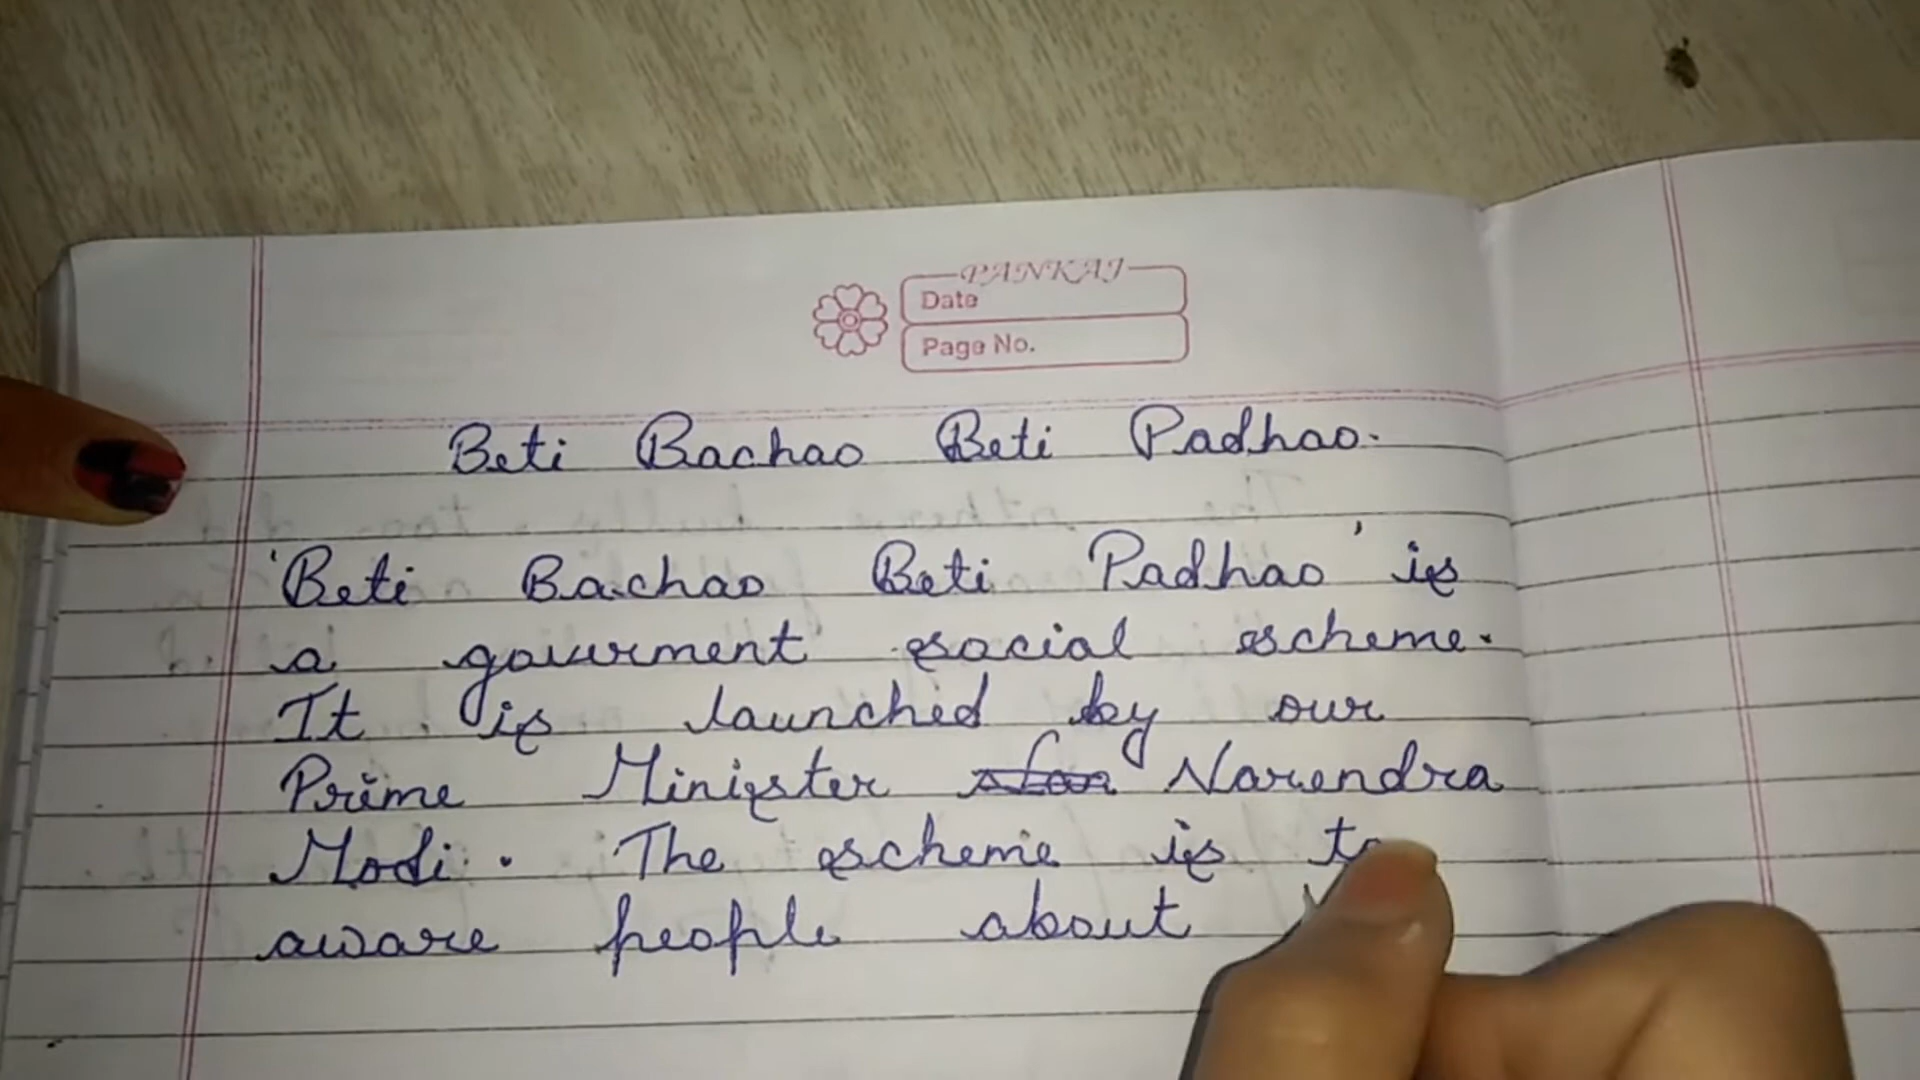 PANKAJ
Date
Page No.
Beti Bachao Beti Padhao.
'Beti Bachao Beti Padhao' is
a gouurment social scheme.
It is launched by our
Prime Minister Narendra
Modi. The scheme is to
aware people about